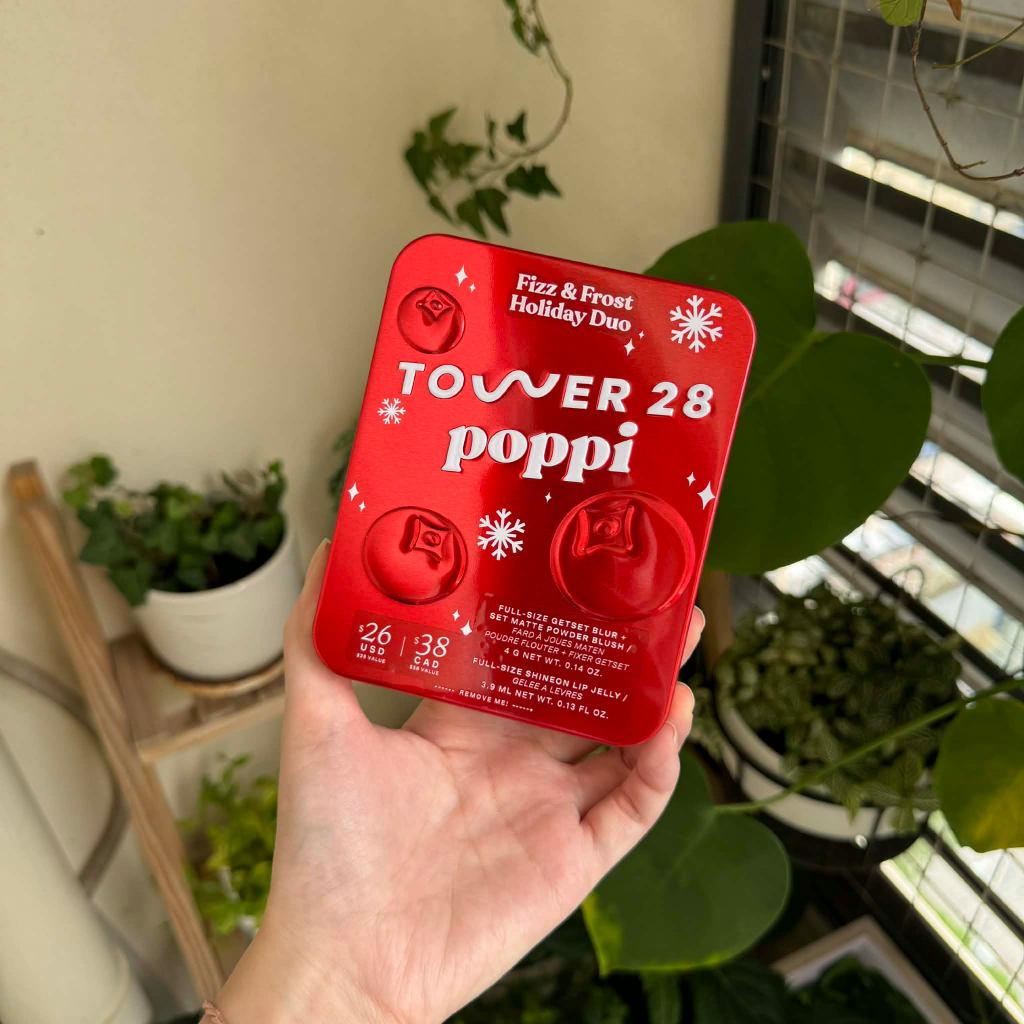 Fizz & Frost
Holiday Duo
TOWER 28
poppi
$26 USD
$38 CAD
FULL-SIZE GETSET BLUR +
SET MATTE POWDER BLUSH /
FARD À JOUES MATEN
POUDRE FLOUTER + FIXER GETSET
4 G NET WT. 0.14 OZ.
FULL-SIZE SHINEON LIP JELLY /
GELEE A LEVRES
3.9 ML NET WT. 0.13 FL OZ.
REMOVE ME!